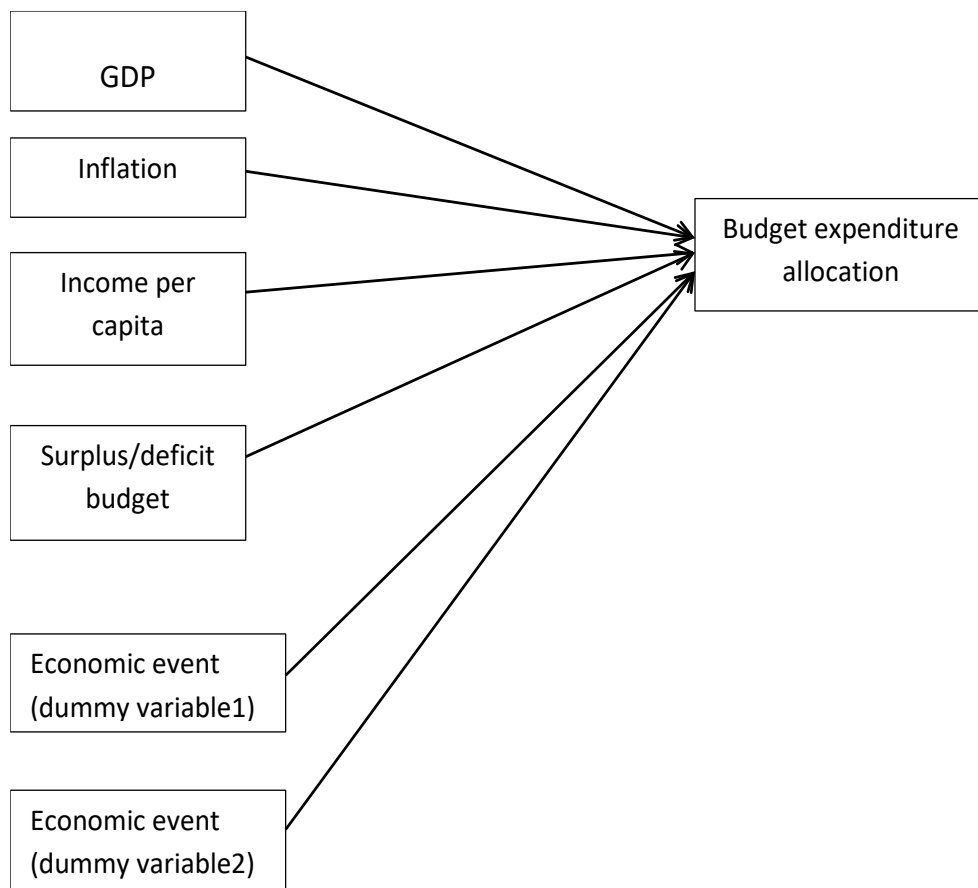 GDP
Inflation
Income per
capita
Surplus/deficit
budget
Economic event
(dummy variable1)
Economic event
(dummy variable2)
Budget expenditure
allocation